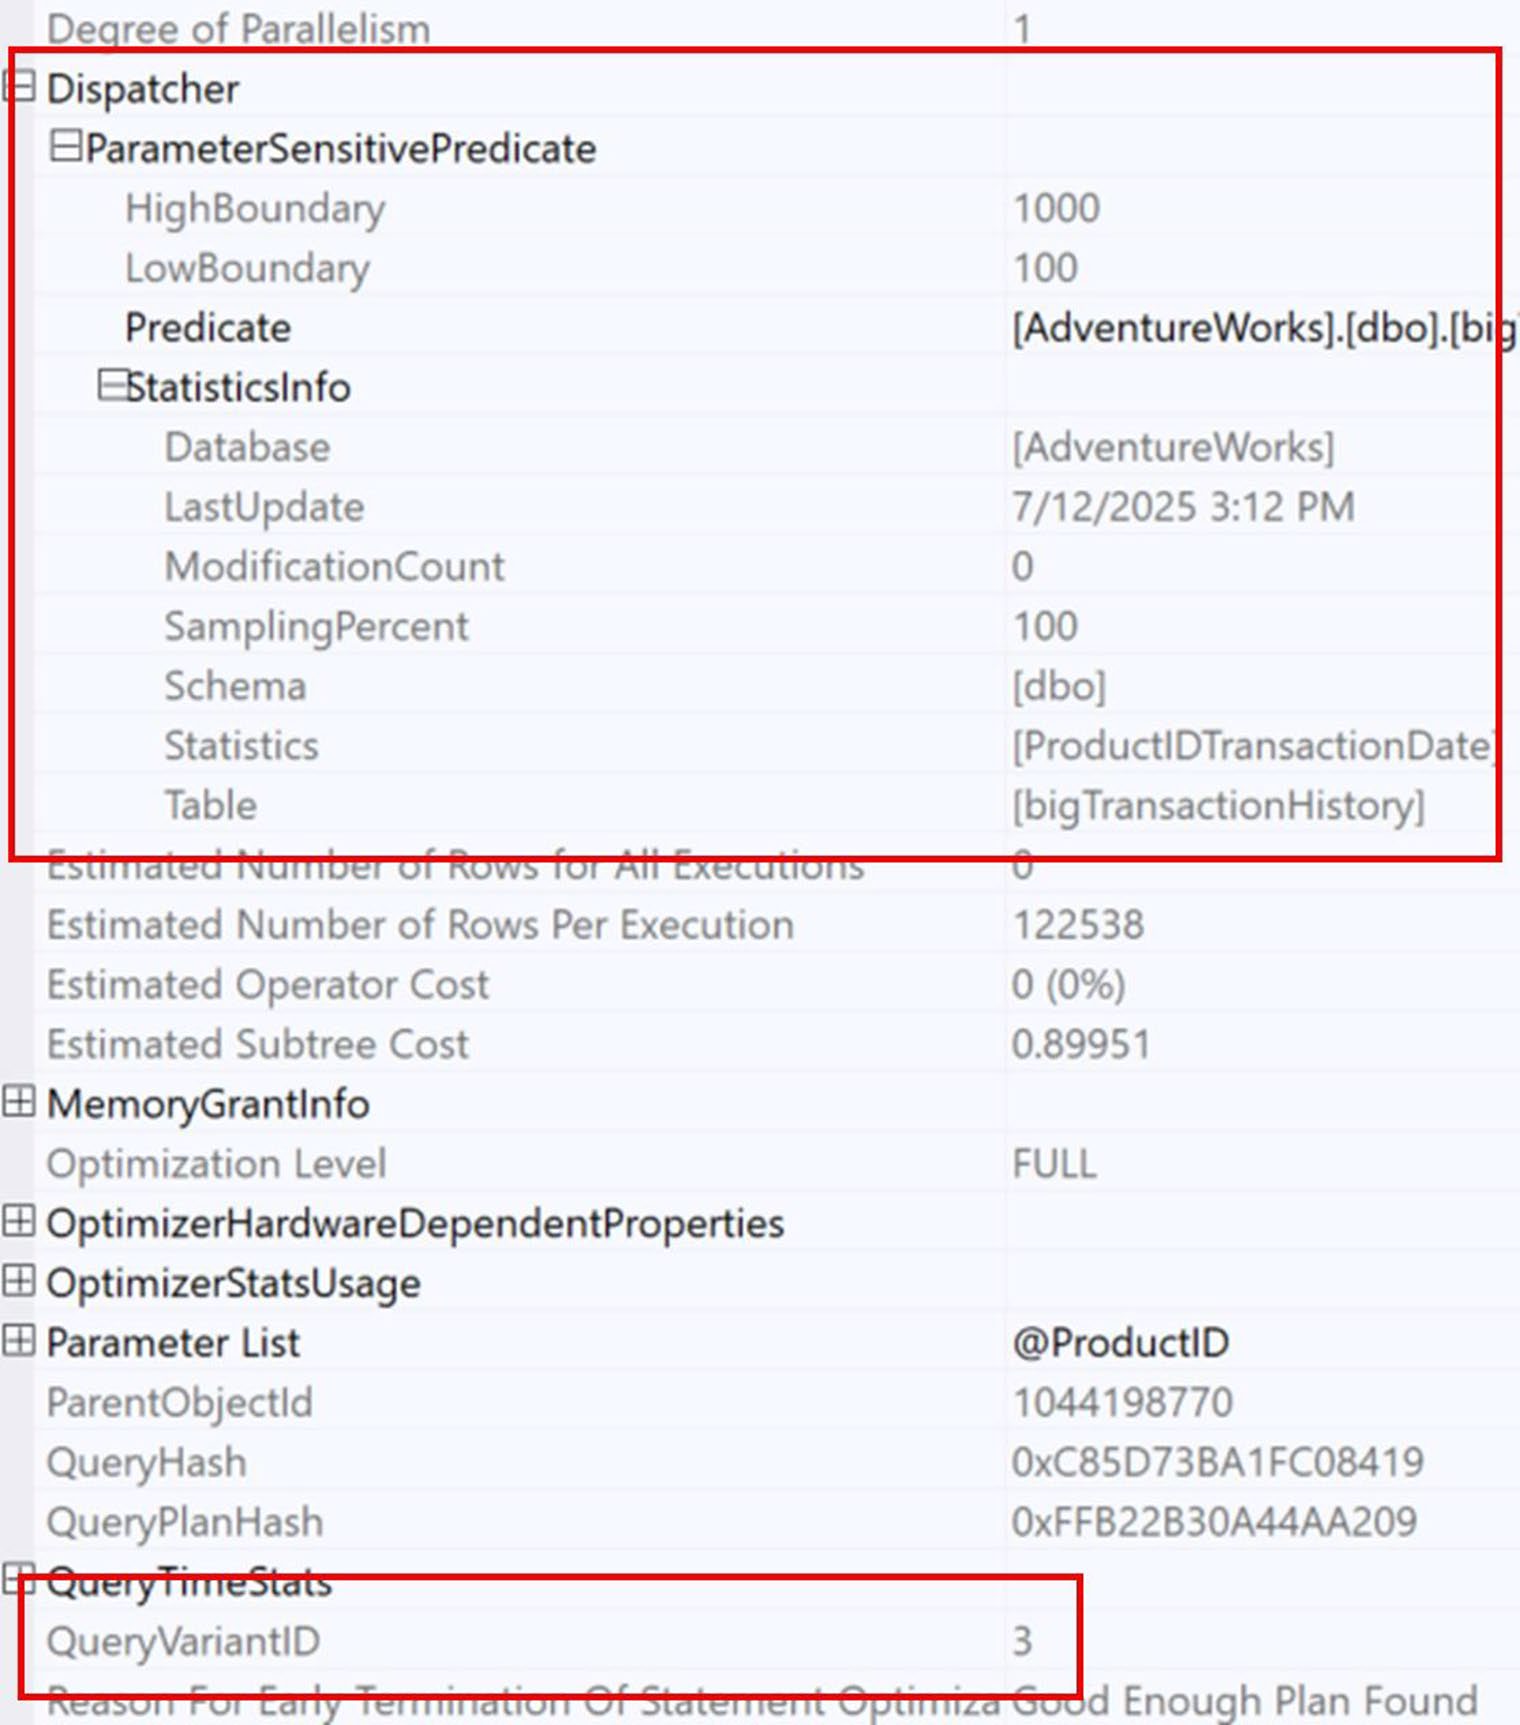 Degree of Parallelism 1
Dispatcher
ParameterSensitivePredicate
HighBoundary 1000
LowBoundary 100
Predicate [AdventureWorks].[dbo].[big
StatisticsInfo
Database [AdventureWorks]
LastUpdate 7/12/2025 3:12 PM
ModificationCount 0
SamplingPercent 100
Schema [dbo]
Statistics [ProductIDTransactionDate]
Table [bigTransactionHistory]
Estimated Number of Rows for All Executions 0
Estimated Number of Rows Per Execution 122538
Estimated Operator Cost 0 (0%)
Estimated Subtree Cost 0.89951
MemoryGrantInfo
Optimization Level FULL
OptimizerHardwareDependentProperties
OptimizerStatsUsage
Parameter List @ProductID
ParentObjectId 1044198770
QueryHash 0xC85D73BA1FC08419
QueryPlanHash 0xFFB22B30A44AA209
QueryTimeStats
QueryVariantID 3
Reason For Early Termination Of Statement Optimiza Good Enough Plan Found